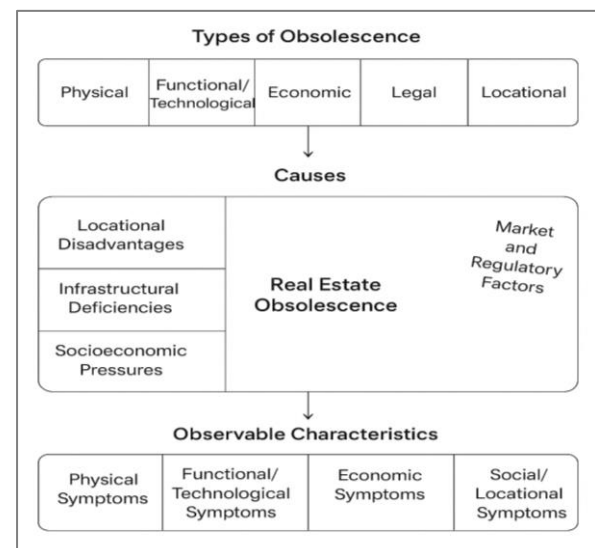 Types of Obsolescence
Physical
Functional/
Technological
Economic
Legal
Locational
Causes
Locational
Disadvantages
Infrastructural
Deficiencies
Socioeconomic
Pressures
Real Estate
Obsolescence
Market
and
Regulatory
Factors
Observable Characteristics
Physical
Symptoms
Functional/
Technological
Symptoms
Economic
Symptoms
Social/
Locational
Symptoms